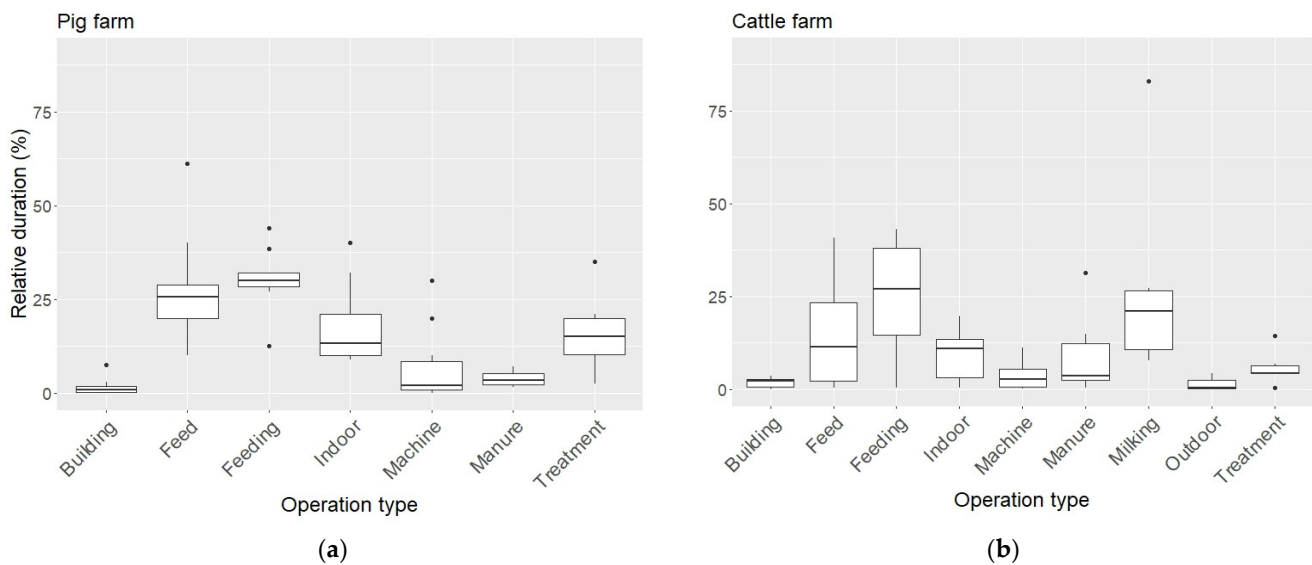 Pig farm
Relative duration (%)
75
50
25
0
Building
Feed
Feeding
Indoor
Machine
Manure
Treatment
Operation type
(a)
Cattle farm
75
50
25
0
Building
Feed
Feeding
Indoor
Machine
Manure
Milking
Outdoor
Treatment
Operation type
(b)